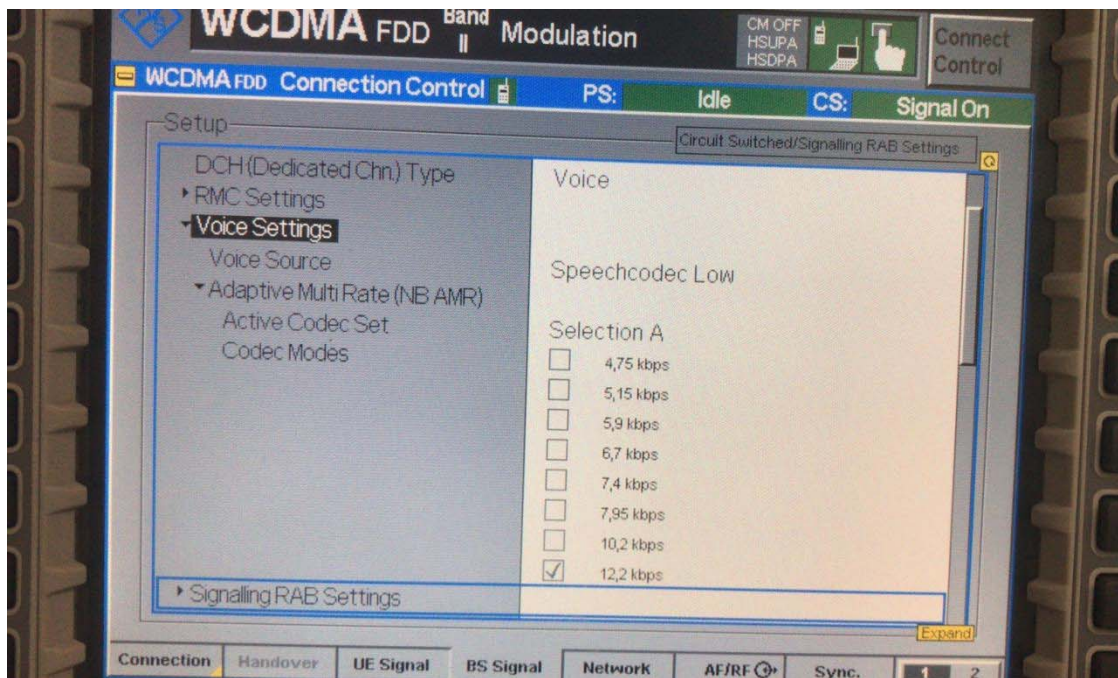 WCDMA FDD Band II Modulation
CM OFF
HSUPA
HSDPA
Connect Control
WCDMA FDD Connection Control PS: Idle CS: Signal On
Setup
Circuit Switched/Signalling RAB Settings
DCH (Dedicated Chn.) Type Voice
RMC Settings
Voice Settings
Voice Source Speechcodec Low
Adaptive Multi Rate (NB AMR)
Active Codec Set Selection A
Codec Modes 4,75 kbps
5,15 kbps
5,9 kbps
6,7 kbps
7,4 kbps
7,95 kbps
10,2 kbps
12,2 kbps
Signalling RAB Settings
Expand
Connection Handover UE Signal BS Signal Network AF/RF Sync. 1 2